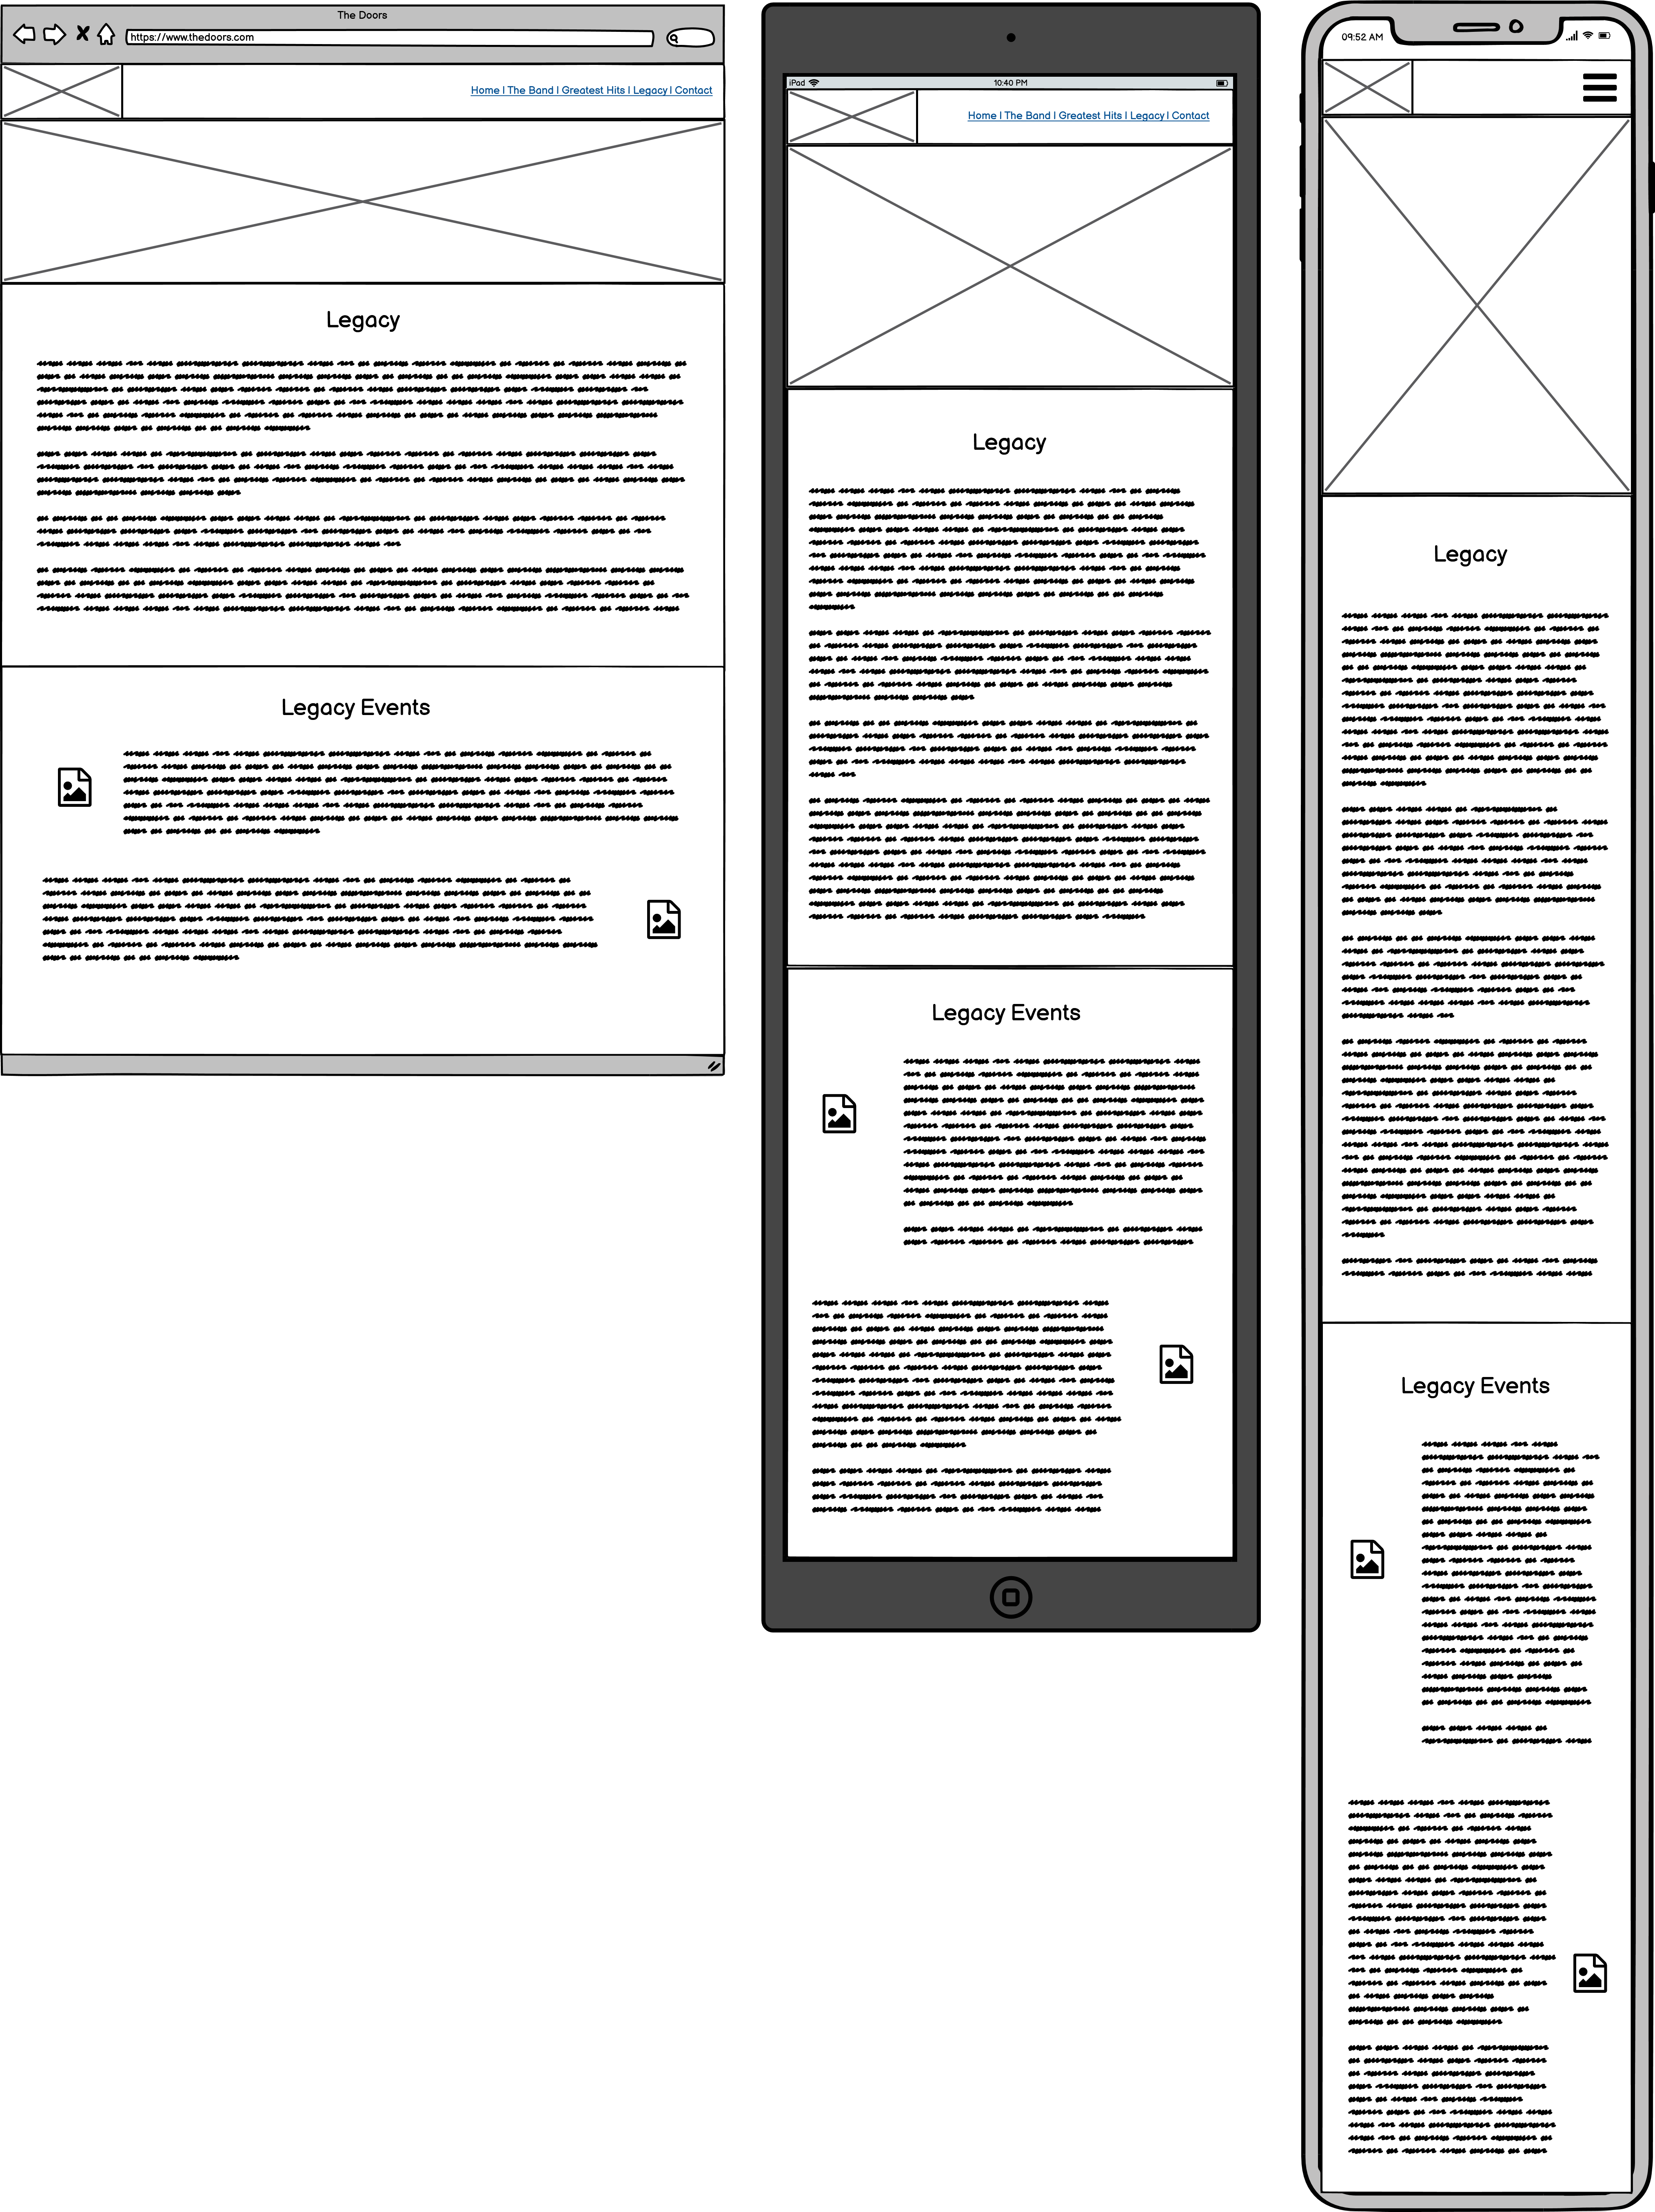 The Doors
https://www.thedoors.com
Home | The Band | Greatest Hits | Legacy | Contact
Legacy
Legacy Events
iPad
10:40 PM
Home | The Band | Greatest Hits | Legacy | Contact
Legacy
Legacy Events
09:52 AM
Legacy
Legacy Events